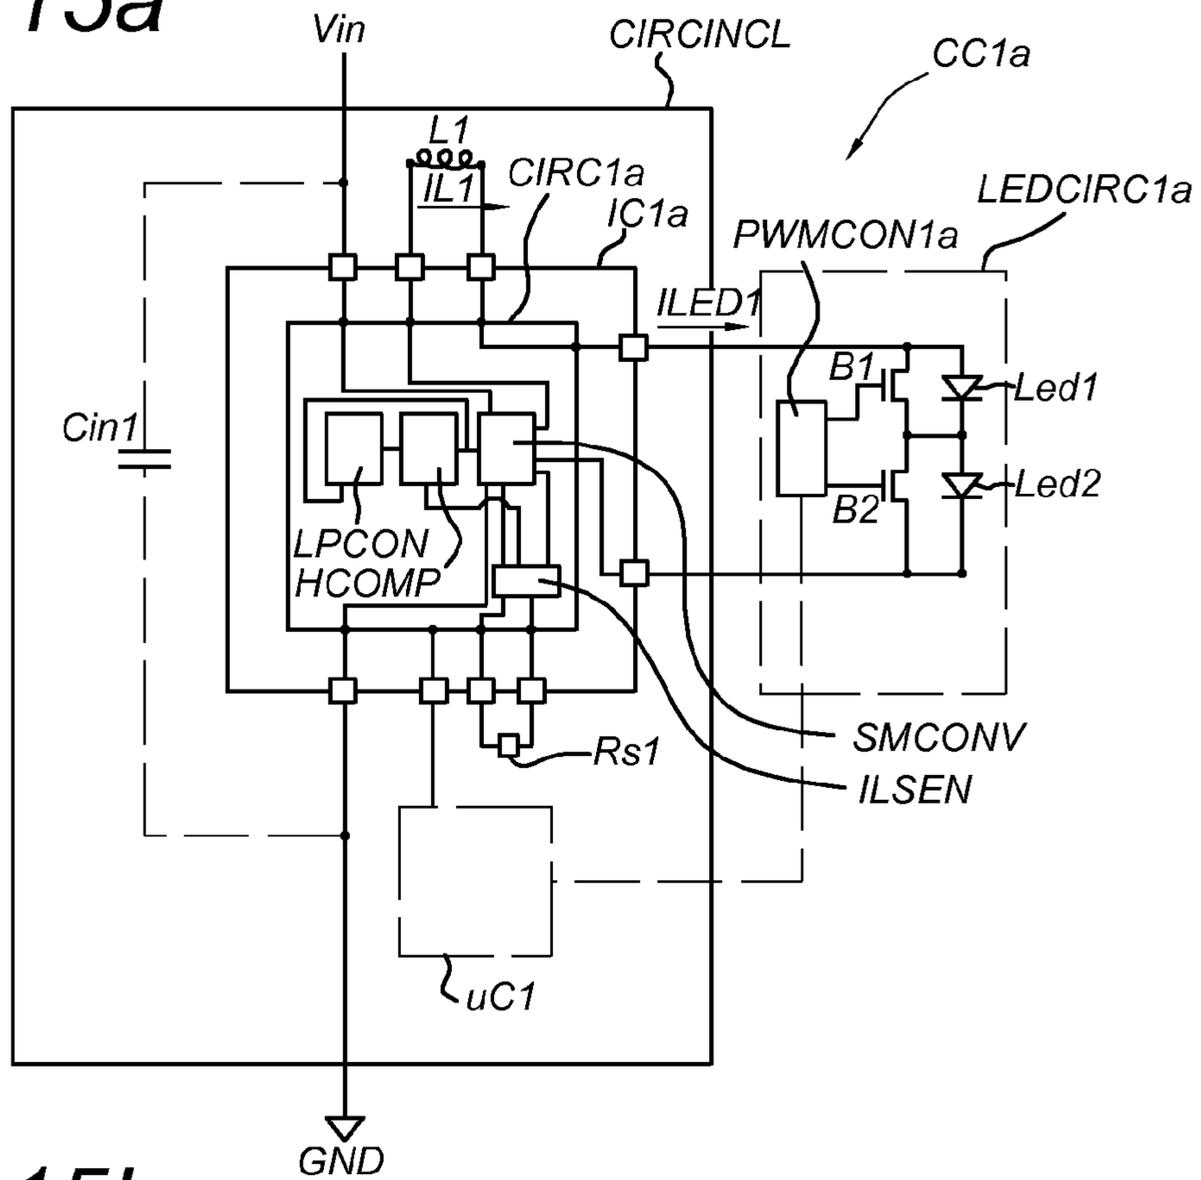 15a
Vin
CIRCINCL
CC1a
L1
CIRC1a
IL1
IC1a
LEDCIRC1a
PWMCON1a
ILED1
B1
Led1
Cin1
Led2
B2
LPCON
HCOMP
SMCONV
Rs1
ILSEN
uC1
GND